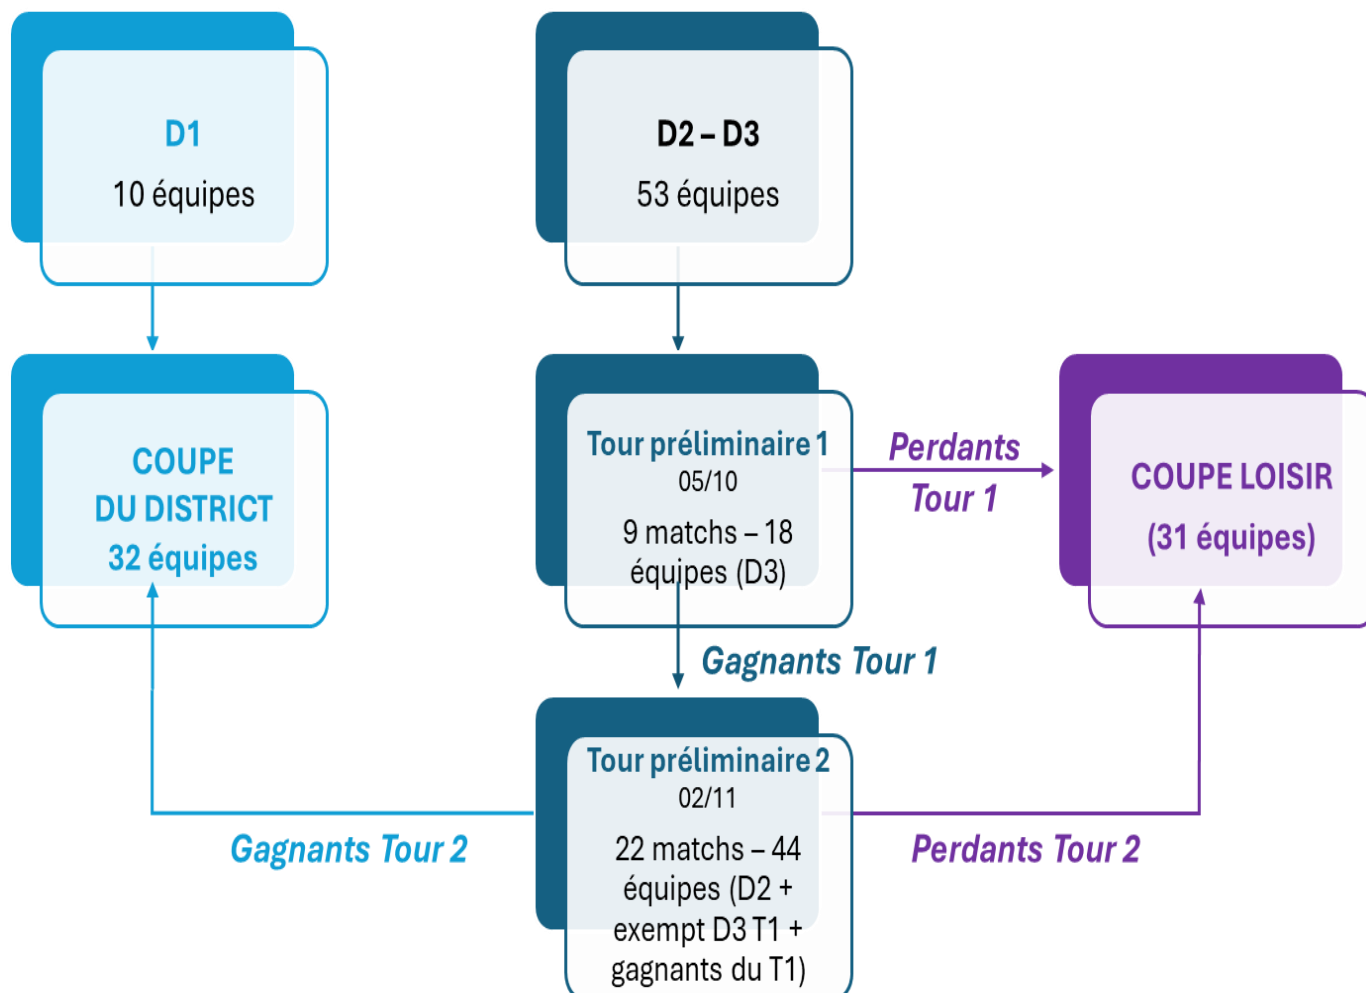 D1
10 équipes
D2 – D3
53 équipes
COUPE
DU DISTRICT
32 équipes
Tour préliminaire 1
05/10
9 matchs – 18
équipes (D3)
Perdants
Tour 1
COUPE LOISIR
(31 équipes)
Gagnants Tour 1
Tour préliminaire 2
02/11
22 matchs – 44
équipes (D2 +
exempt D3 T1 +
gagnants du T1)
Gagnants Tour 2
Perdants Tour 2